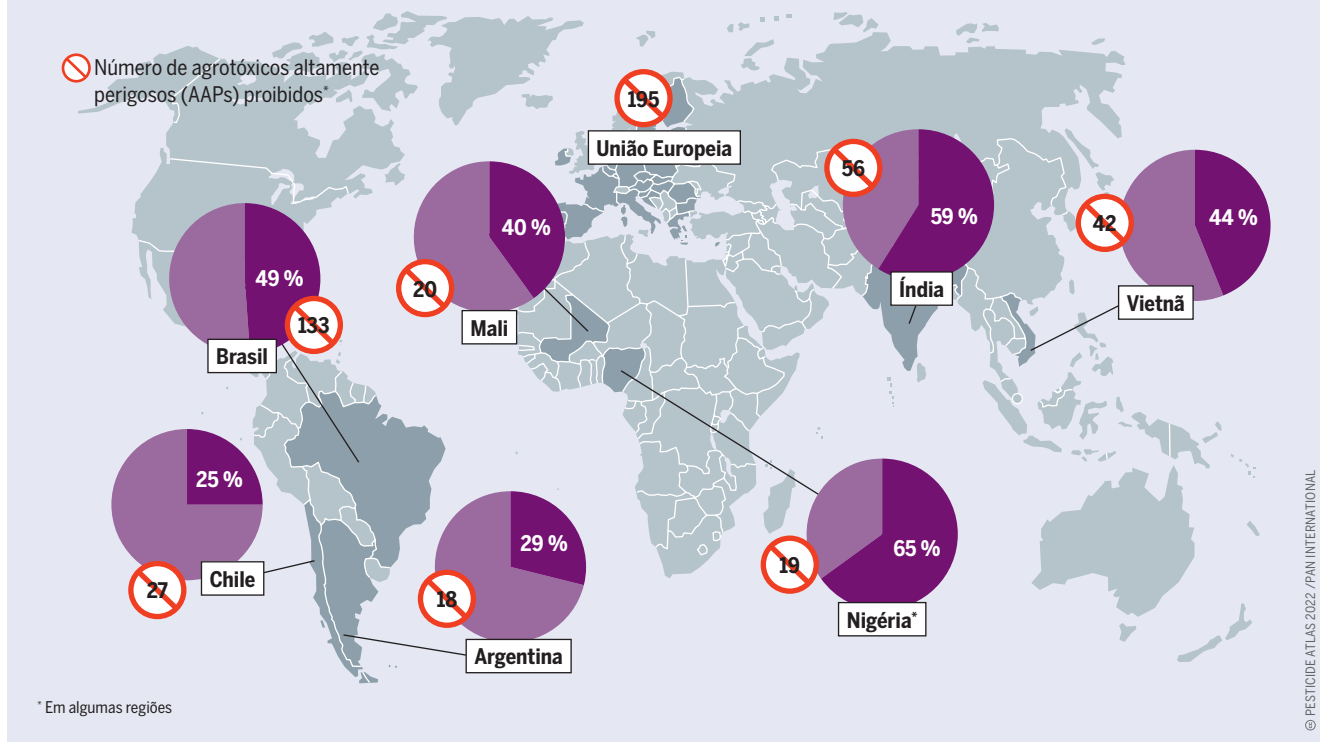 Número de agrotóxicos altamente
perigosos (AAPs) proibidos*
195
União Europeia
49 %
133
Brasil
40 %
20
Mali
56
59 %
Índia
42
44 %
Vietnã
25 %
27
Chile
29 %
18
Argentina
65 %
19
Nigéria*
* Em algumas regiões
© PESTICIDE ATLAS 2022 /PAN INTERNATIONAL